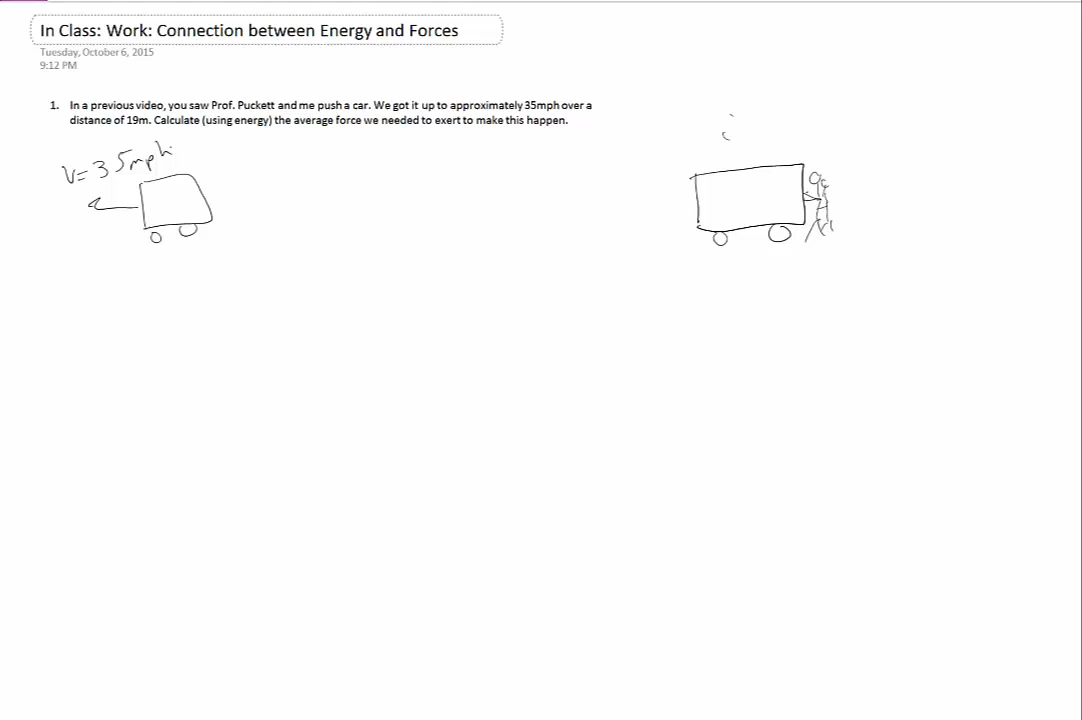 In Class: Work: Connection between Energy and Forces
Tuesday, October 6, 2015
9:12 PM
1. In a previous video, you saw Prof. Puckett and me push a car. We got it up to approximately 35mph over a
distance of 19m. Calculate (using energy) the average force we needed to exert to make this happen.
V=35mph